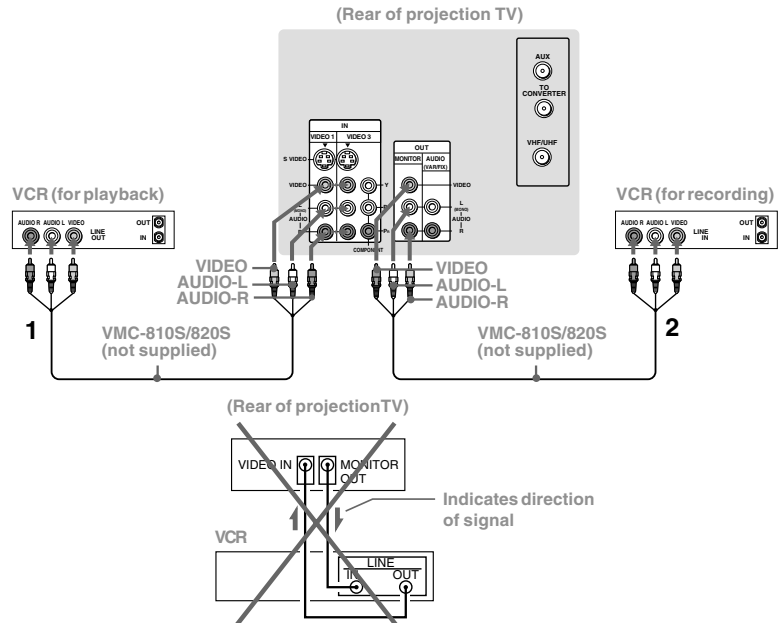 (Rear of projection TV)
AUX
TO
CONVERTER
VHF/UHF
IN
VIDEO 1 VIDEO 3
S VIDEO
VIDEO
Y
L
(MONO)
AUDIO
R
COMPONENT
OUT
MONITOR AUDIO
(VAR/FIX)
VIDEO
L
(MONO)
AUDIO
R
VCR (for playback)
AUDIO R AUDIO L VIDEO
LINE
OUT
OUT
IN
VCR (for recording)
AUDIO R AUDIO L VIDEO
LINE
IN
OUT
IN
VIDEO
AUDIO-L
AUDIO-R
VIDEO
AUDIO-L
AUDIO-R
1
VMC-810S/820S
(not supplied)
VMC-810S/820S
(not supplied)
2
(Rear of projectionTV)
VIDEO IN
MONITOR
OUT
Indicates direction
of signal
VCR
LINE
IN OUT